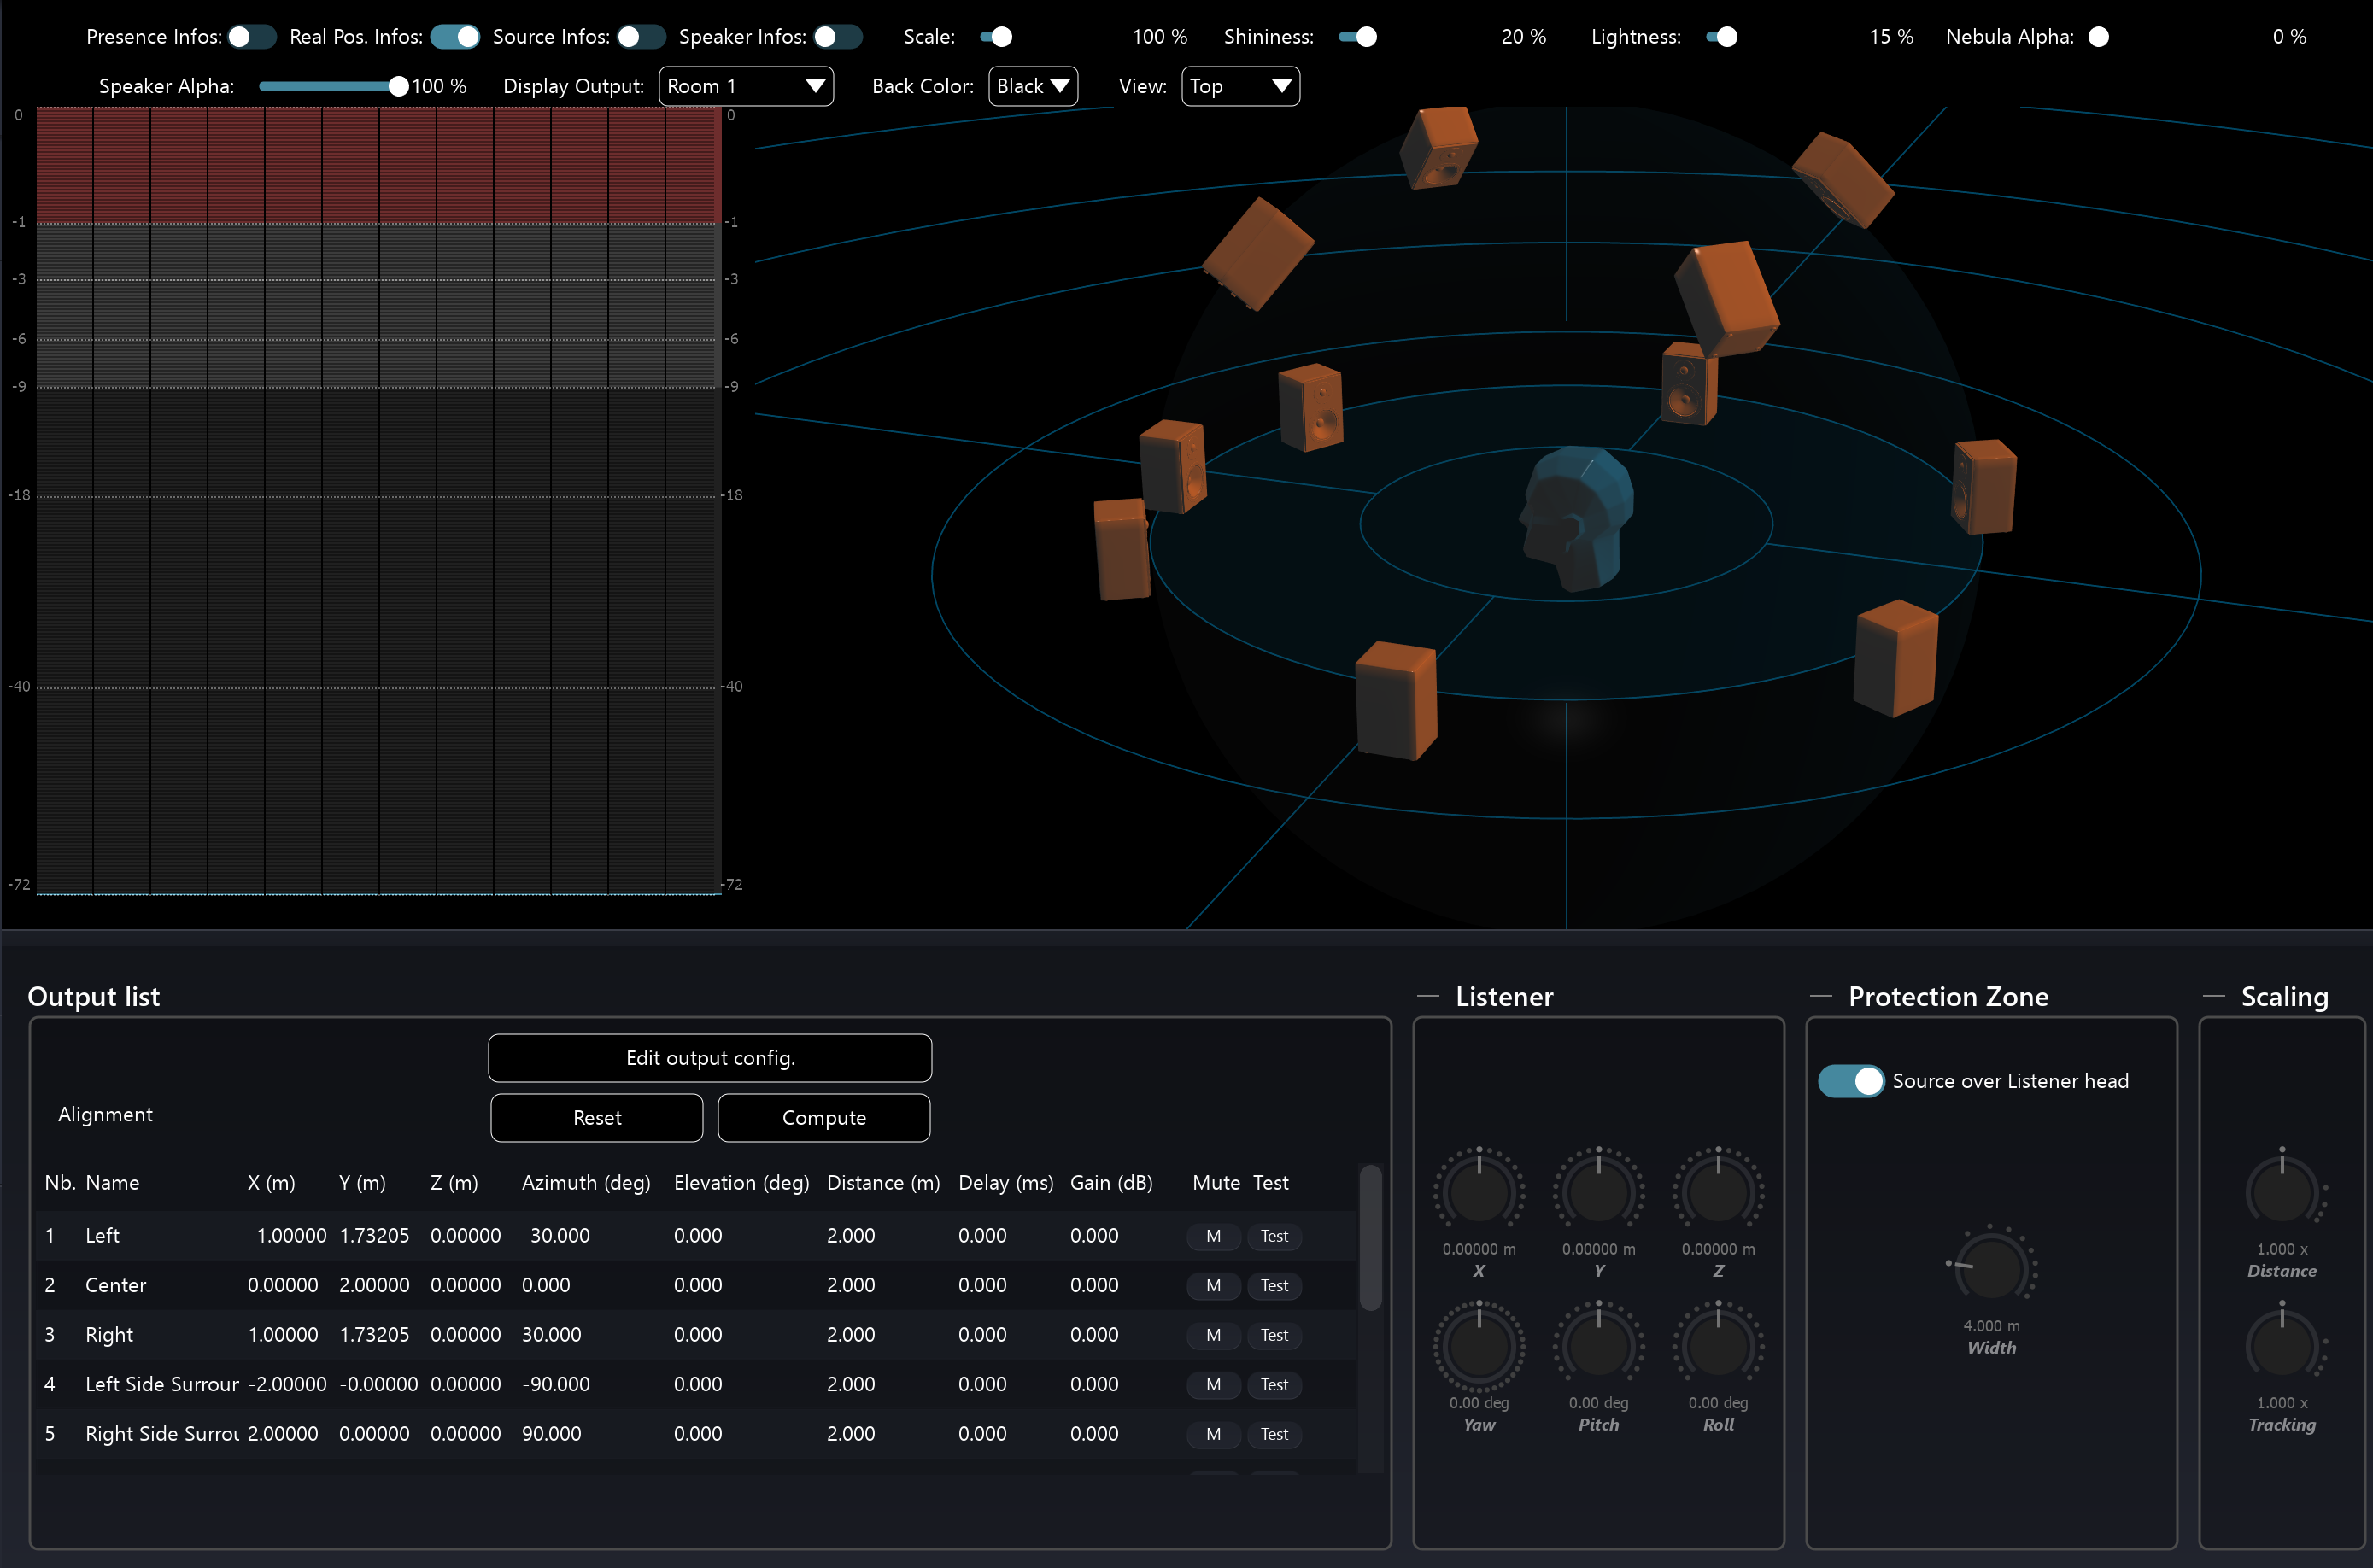 Presence Infos: Real Pos. Infos: Source Infos: Speaker Infos: Scale: 100 % Shininess: 20 % Lightness: 15 % Nebula Alpha: 0 %
Speaker Alpha: 100 % Display Output: Room 1 Back Color: Black View: Top
0 0
-1 -1
-3 -3
-6 -6
-9 -9
-18 -18
-40 -40
-72 -72
Output list
Edit output config.
Alignment Reset Compute
Nb. Name X (m) Y (m) Z (m) Azimuth (deg) Elevation (deg) Distance (m) Delay (ms) Gain (dB) Mute Test
1 Left -1.00000 1.73205 0.00000 -30.000 0.000 2.000 0.000 0.000 M Test
2 Center 0.00000 2.00000 0.00000 0.000 0.000 2.000 0.000 0.000 M Test
3 Right 1.00000 1.73205 0.00000 30.000 0.000 2.000 0.000 0.000 M Test
4 Left Side Surrour -2.00000 -0.00000 0.00000 -90.000 0.000 2.000 0.000 0.000 M Test
5 Right Side Surrou 2.00000 0.00000 0.00000 90.000 0.000 2.000 0.000 0.000 M Test
Listener
0.00000 m 0.00000 m 0.00000 m
X Y Z
0.00 deg 0.00 deg 0.00 deg
Yaw Pitch Roll
Protection Zone
Source over Listener head
4.000 m
Width
Scaling
1.000 x
Distance
1.000 x
Tracking